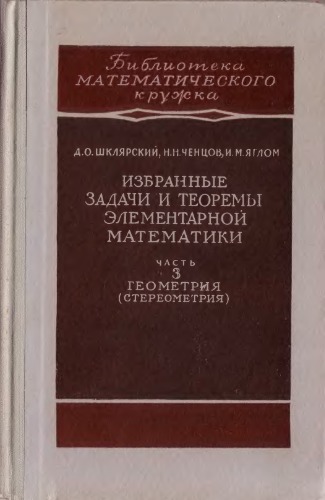 Библиотека
МАТЕМАТИЧЕСКОГО
кружка
Д.О.ШКЛЯРСКИЙ, Н.Н.ЧЕНЦОВ, И.М.ЯГЛОМ
ИЗБРАННЫЕ
ЗАДАЧИ И ТЕОРЕМЫ
ЭЛЕМЕНТАРНОЙ
МАТЕМАТИКИ
ЧАСТЬ
3
ГЕОМЕТРИЯ
(СТЕРЕОМЕТРИЯ)